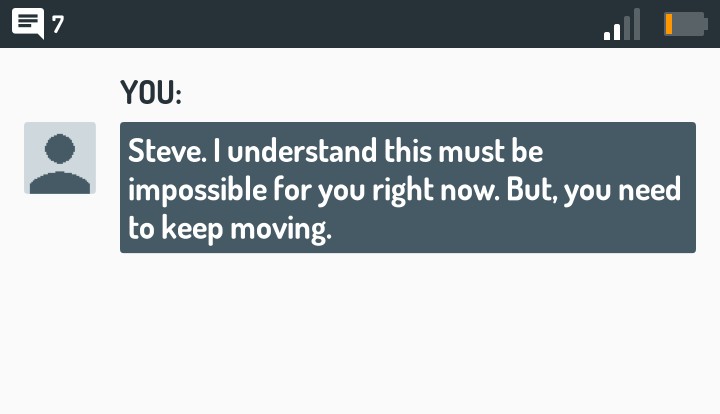 7
YOU:
Steve. I understand this must be
impossible for you right now. But, you need
to keep moving.